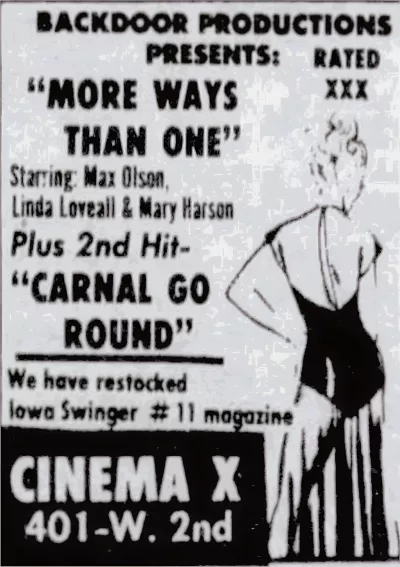 BACKDOOR PRODUCTIONS
PRESENTS:
RATED
XXX
“MORE WAYS
THAN ONE”
Starring: Max Olson,
Linda Loveall & Mary Harson
Plus 2nd Hit-
“CARNAL GO
ROUND”
We have restocked
Iowa Swinger # 11 magazine
CINEMA X
401-W. 2nd